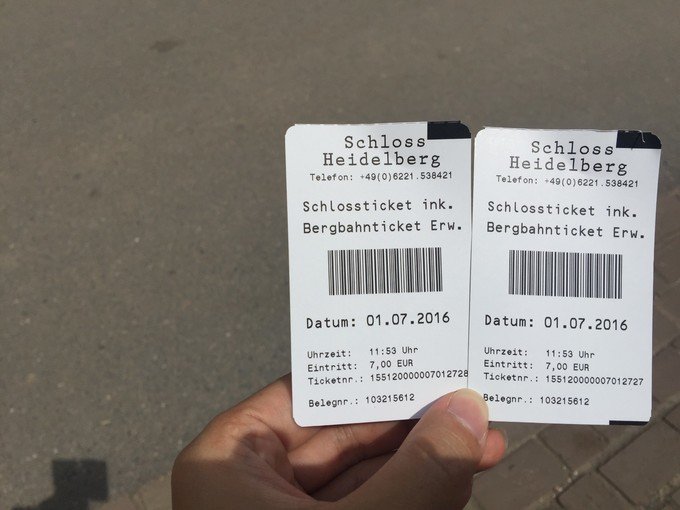 Schloss
Heidelberg
Telefon: +49(0)6221.538421
Schlossticket ink.
Bergbahnticket Erw.
Datum: 01.07.2016
Uhrzeit: 11:53 Uhr
Eintritt: 7,00 EUR
Ticketnr.: 155120000007012728
Belegnr.: 103215612
Schloss
Heidelberg
Telefon: +49(0)6221.538421
Schlossticket ink.
Bergbahnticket Erw.
Datum: 01.07.2016
Uhrzeit: 11:53 Uhr
Eintritt: 7,00 EUR
Ticketnr.: 155120000007012727
Belegnr.: 103215612